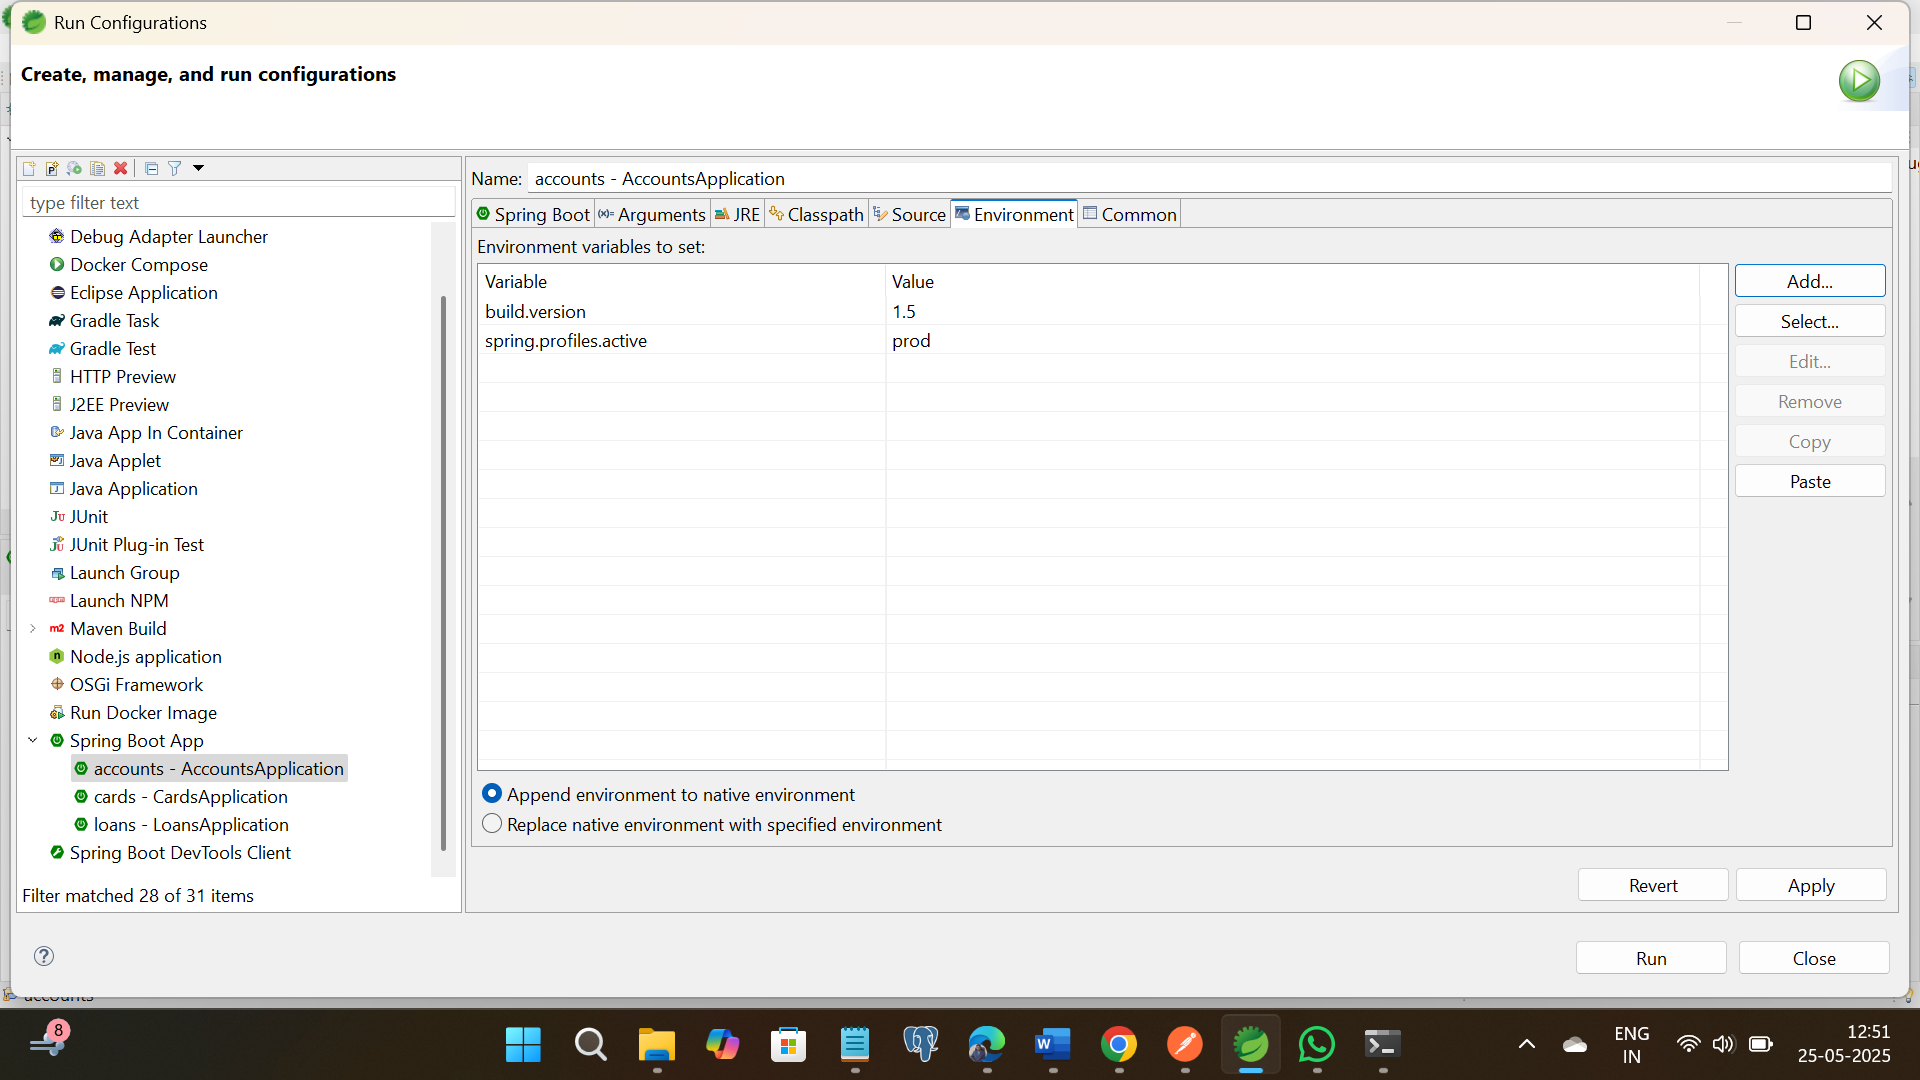 Run Configurations
Create, manage, and run configurations
type filter text
Debug Adapter Launcher
Docker Compose
Eclipse Application
Gradle Task
Gradle Test
HTTP Preview
J2EE Preview
Java App In Container
Java Applet
Java Application
JUnit
JUnit Plug-in Test
Launch Group
Launch NPM
Maven Build
Node.js application
OSGi Framework
Run Docker Image
Spring Boot App
accounts - AccountsApplication
cards - CardsApplication
loans - LoansApplication
Spring Boot DevTools Client
Filter matched 28 of 31 items
Name: accounts - AccountsApplication
Spring Boot Arguments JRE Classpath Source Environment Common
Environment variables to set:
Variable Value
build.version 1.5
spring.profiles.active prod
Add...
Select...
Edit...
Remove
Copy
Paste
Append environment to native environment
Replace native environment with specified environment
Revert Apply
Run Close
accounts
8
ENG
IN
12:51
25-05-2025